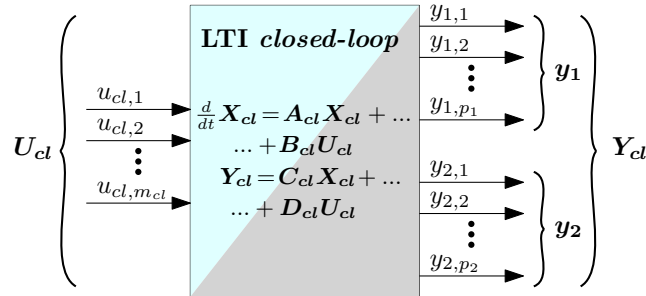 LTI closed-loop
d/dt X_cl = A_cl X_cl + ...
... + B_cl U_cl
Y_cl = C_cl X_cl + ...
... + D_cl U_cl
U_cl
u_cl,1
u_cl,2
u_cl,m_cl
y_1,1
y_1,2
y_1,p_1
y_1
y_2,1
y_2,2
y_2,p_2
y_2
Y_cl